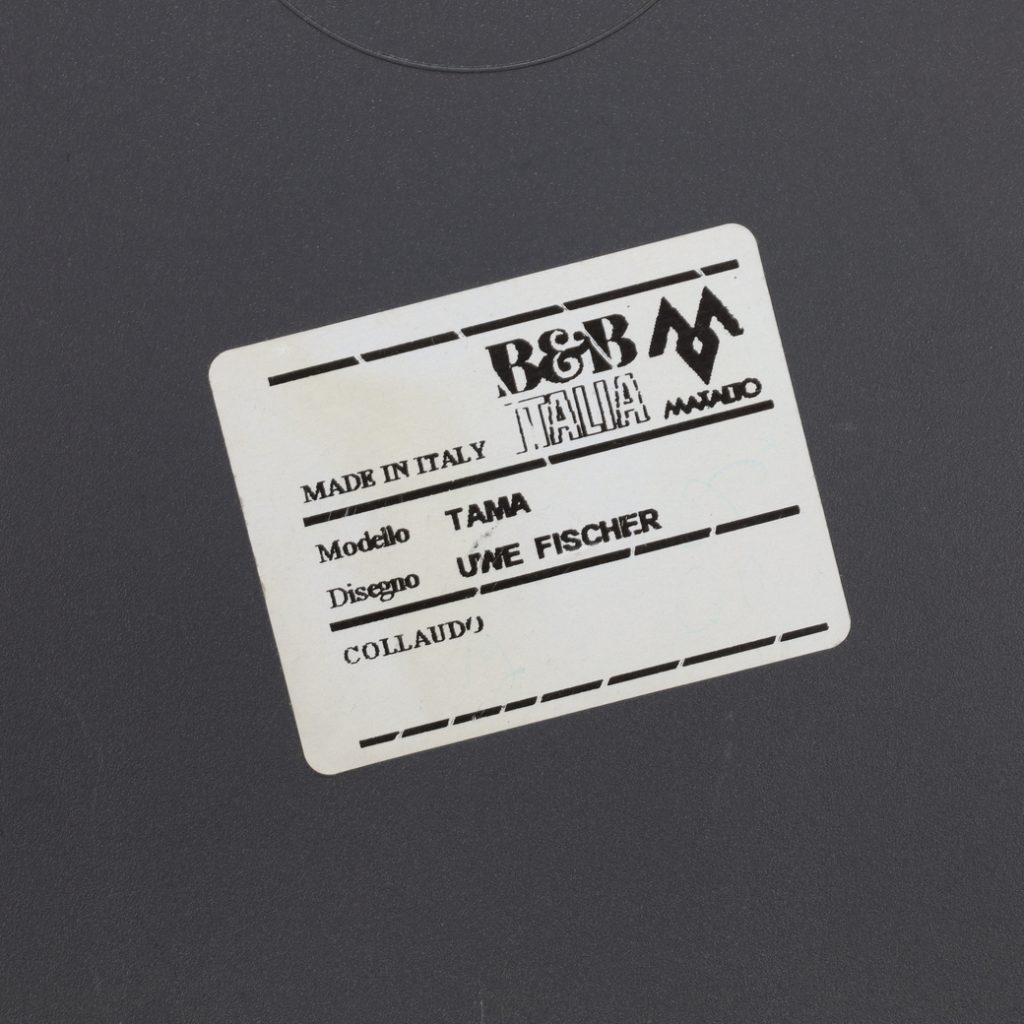 B&B
ITALIA
MAXALTO
MADE IN ITALY
Modello TAMA
Disegno UWE FISCHER
COLLAUDO